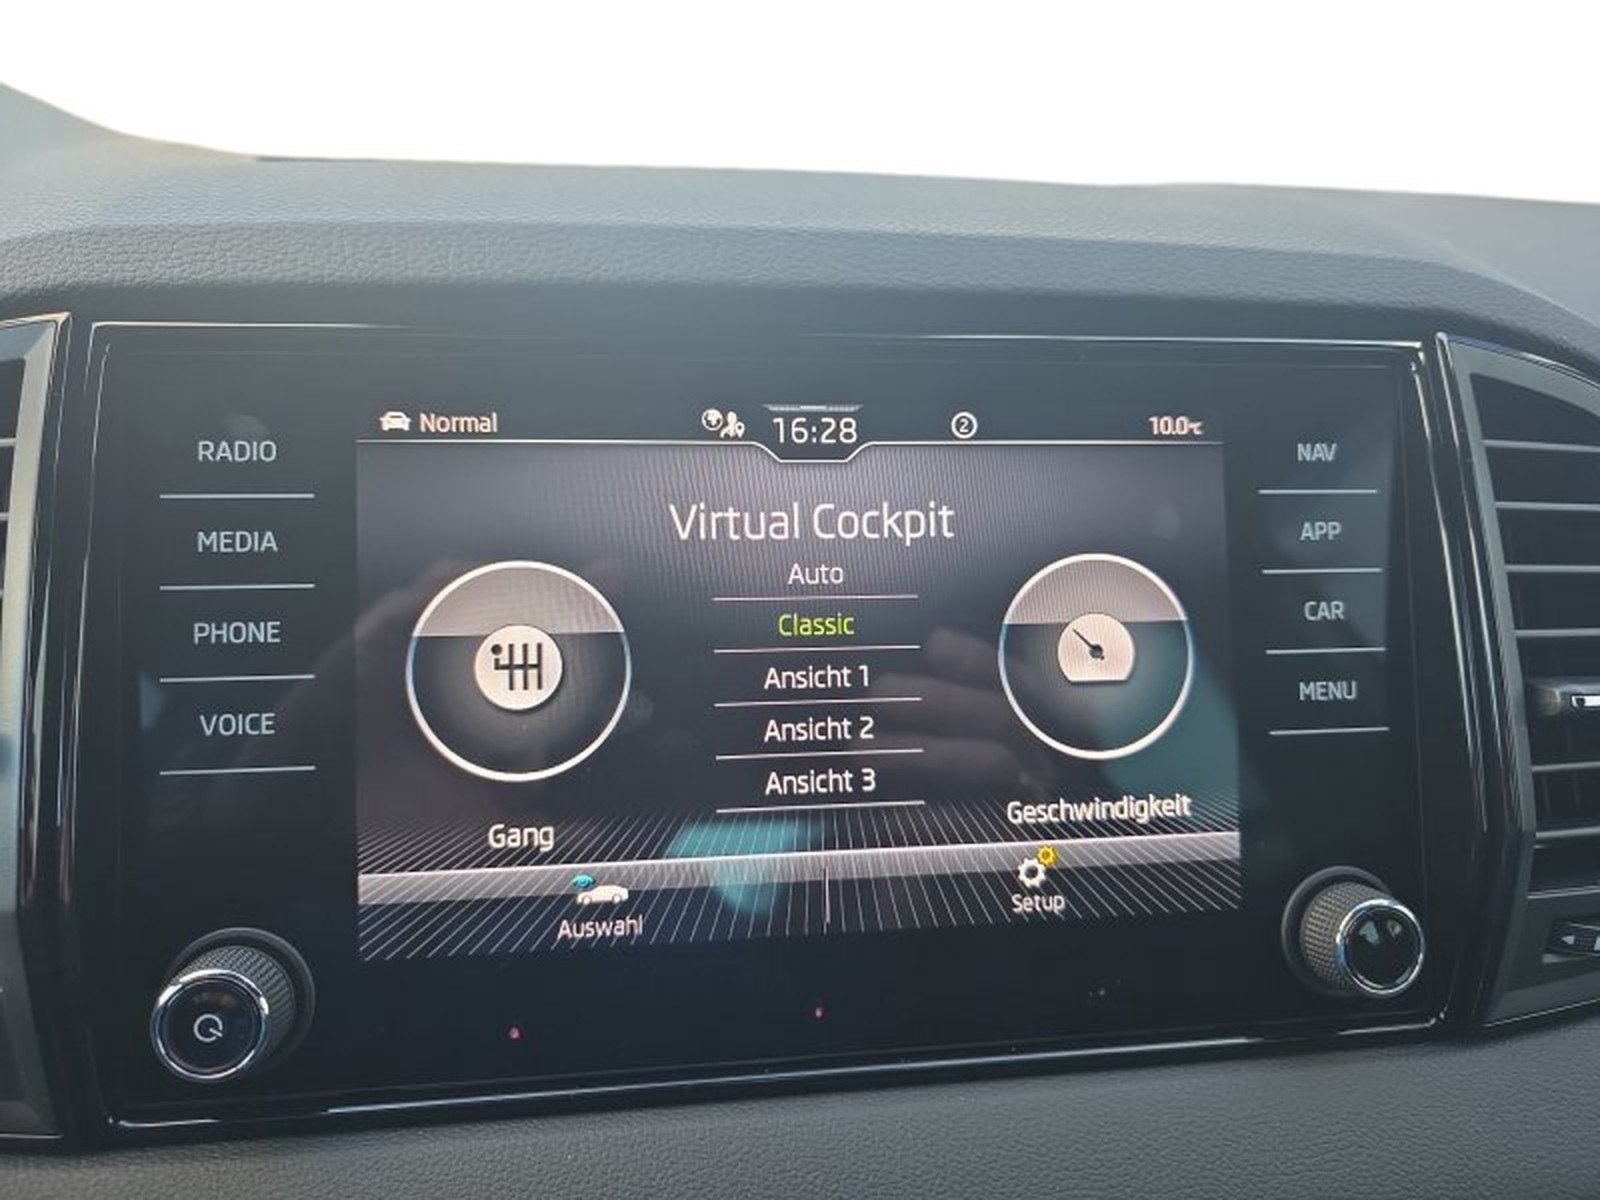 Normal
16:28
2
10.0°C
RADIO
MEDIA
PHONE
VOICE
Virtual Cockpit
Auto
Classic
Ansicht 1
Ansicht 2
Ansicht 3
Gang
Geschwindigkeit
Auswahl
Setup
NAV
APP
CAR
MENU